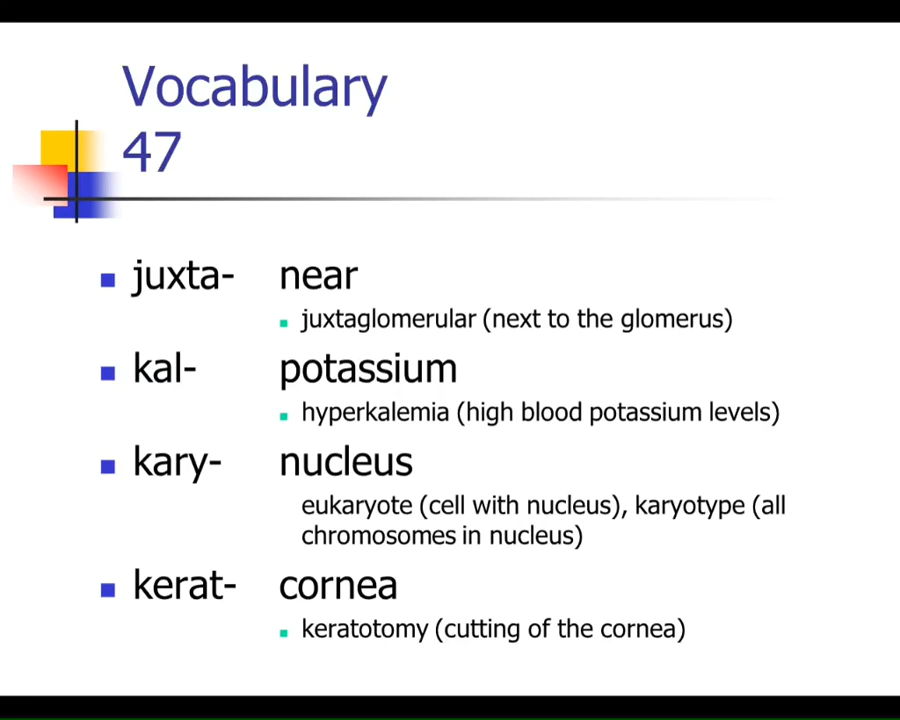 Vocabulary
47
juxta- near
juxtaglomerular (next to the glomerus)
kal- potassium
hyperkalemia (high blood potassium levels)
kary- nucleus
eukaryote (cell with nucleus), karyotype (all
chromosomes in nucleus)
kerat- cornea
keratotomy (cutting of the cornea)